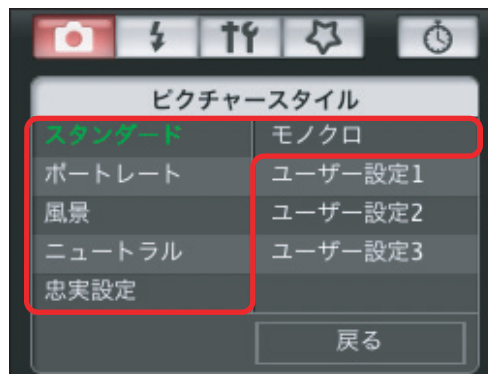 ピクチャースタイル
スタンダード モノクロ
ポートレート ユーザー設定1
風景 ユーザー設定2
ニュートラル ユーザー設定3
忠実設定
戻る